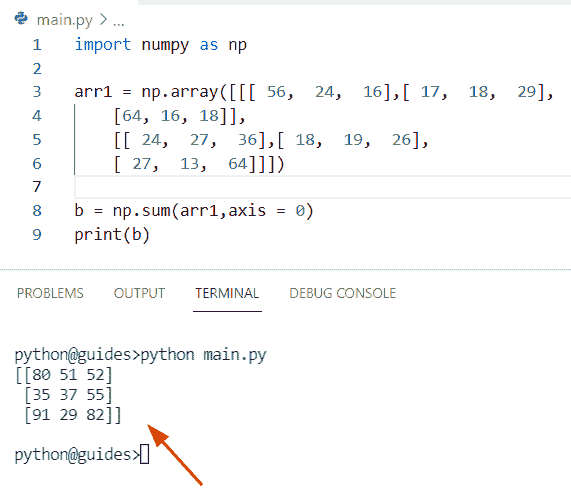 main.py > ...
1 import numpy as np
2
3 arr1 = np.array([[[ 56, 24, 16],[ 17, 18, 29],
4 [64, 16, 18]],
5 [[ 24, 27, 36],[ 18, 19, 26],
6 [ 27, 13, 64]]])
7
8 b = np.sum(arr1,axis = 0)
9 print(b)
PROBLEMS OUTPUT TERMINAL DEBUG CONSOLE
python@guides>python main.py
[[80 51 52]
[35 37 55]
[91 29 82]]
python@guides>